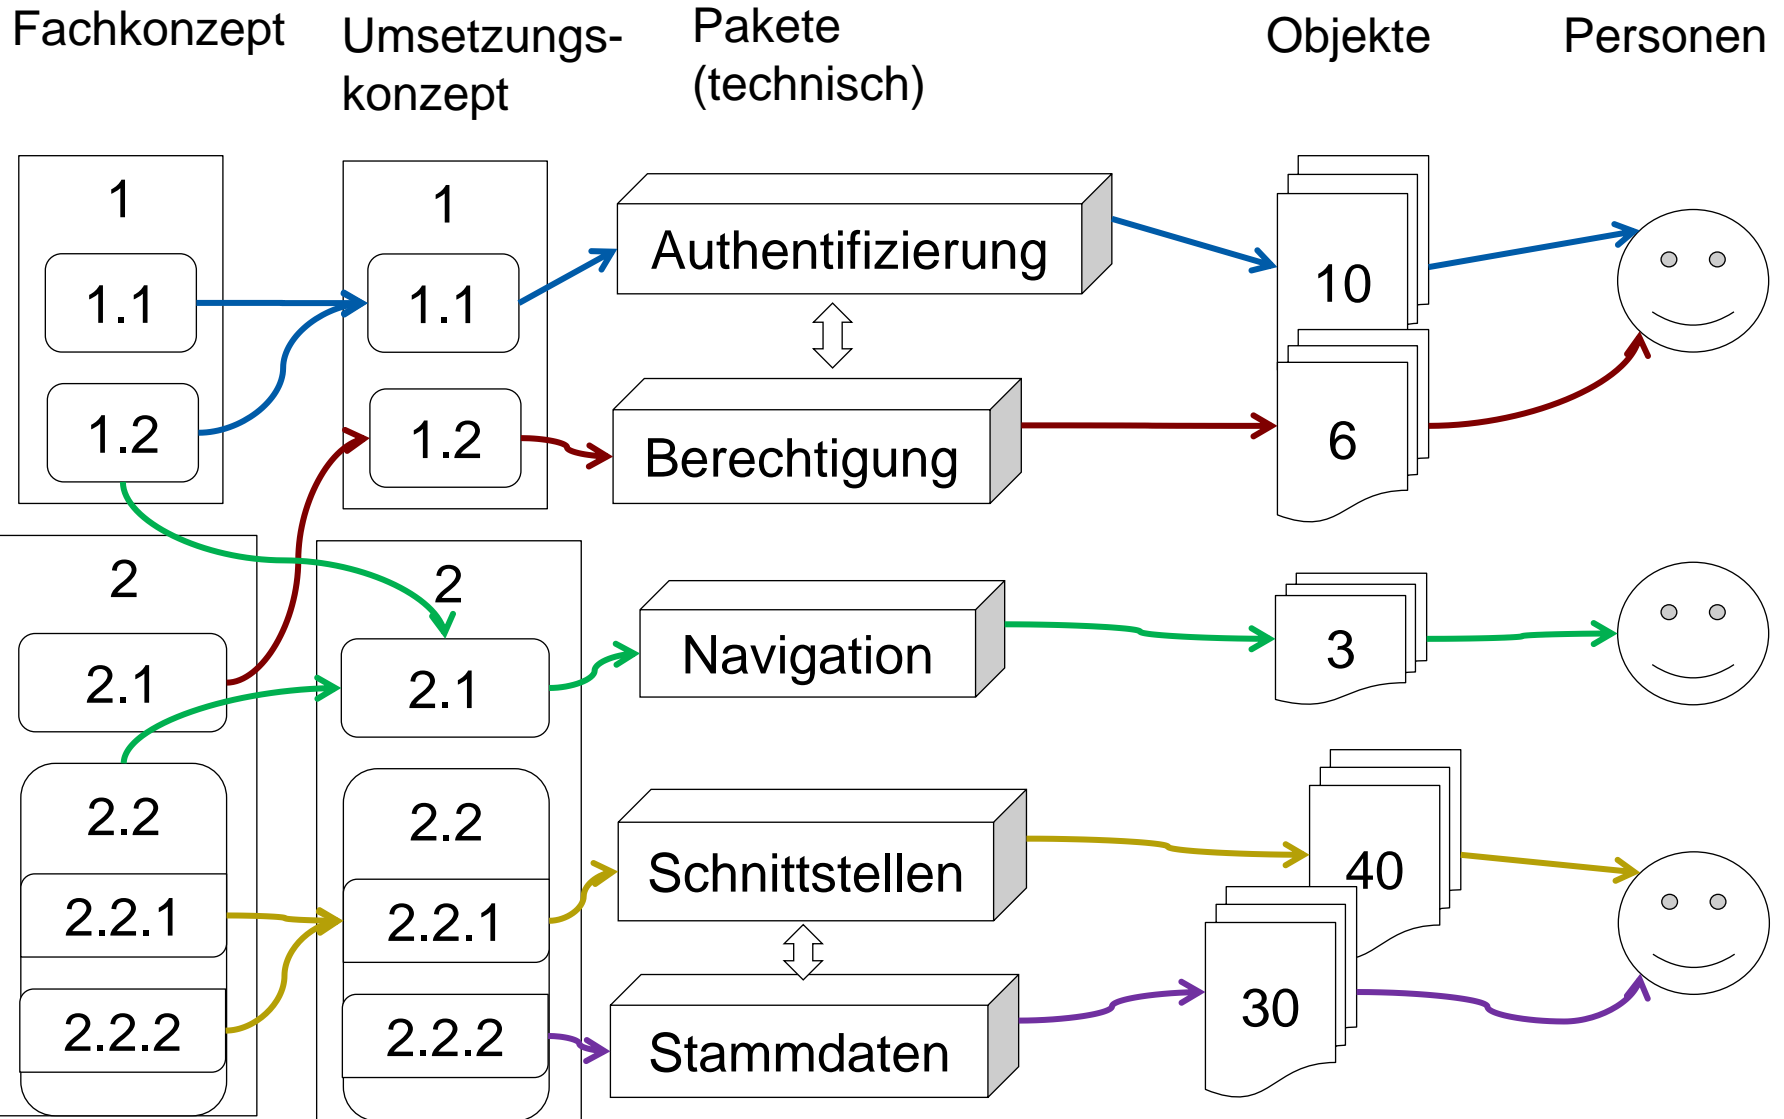 Fachkonzept
Umsetzungs-
konzept
Pakete
(technisch)
Objekte
Personen
1
1
1.1
1.1
Authentifizierung
10
1.2
1.2
Berechtigung
6
2
2
2.1
2.1
Navigation
3
2.2
2.2
Schnittstellen
40
2.2.1
2.2.1
2.2.2
2.2.2
Stammdaten
30